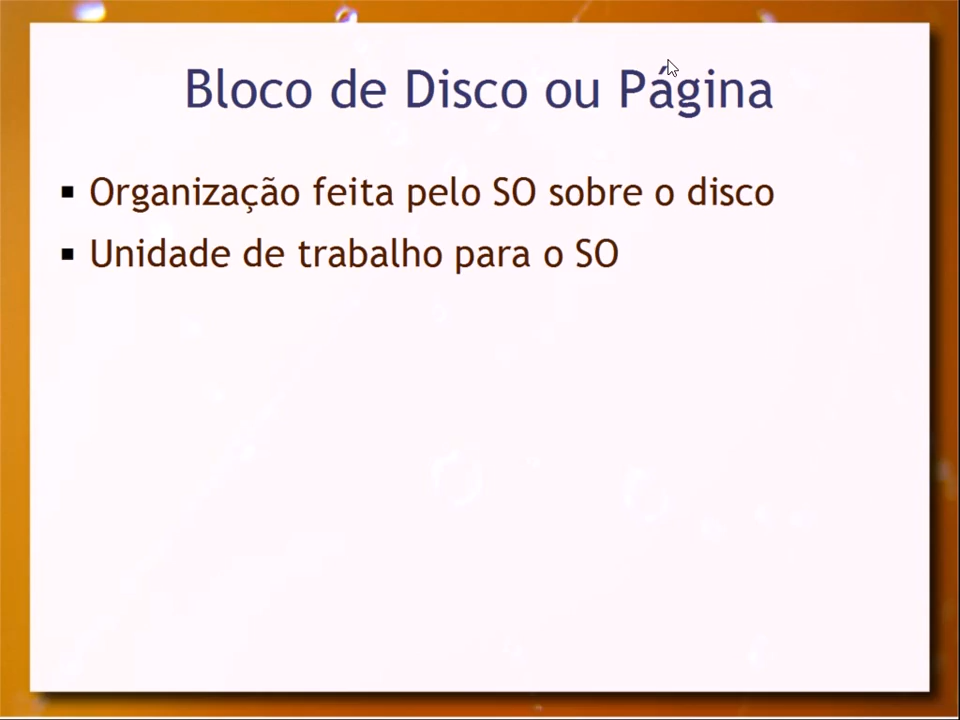 Bloco de Disco ou Página
Organização feita pelo SO sobre o disco
Unidade de trabalho para o SO